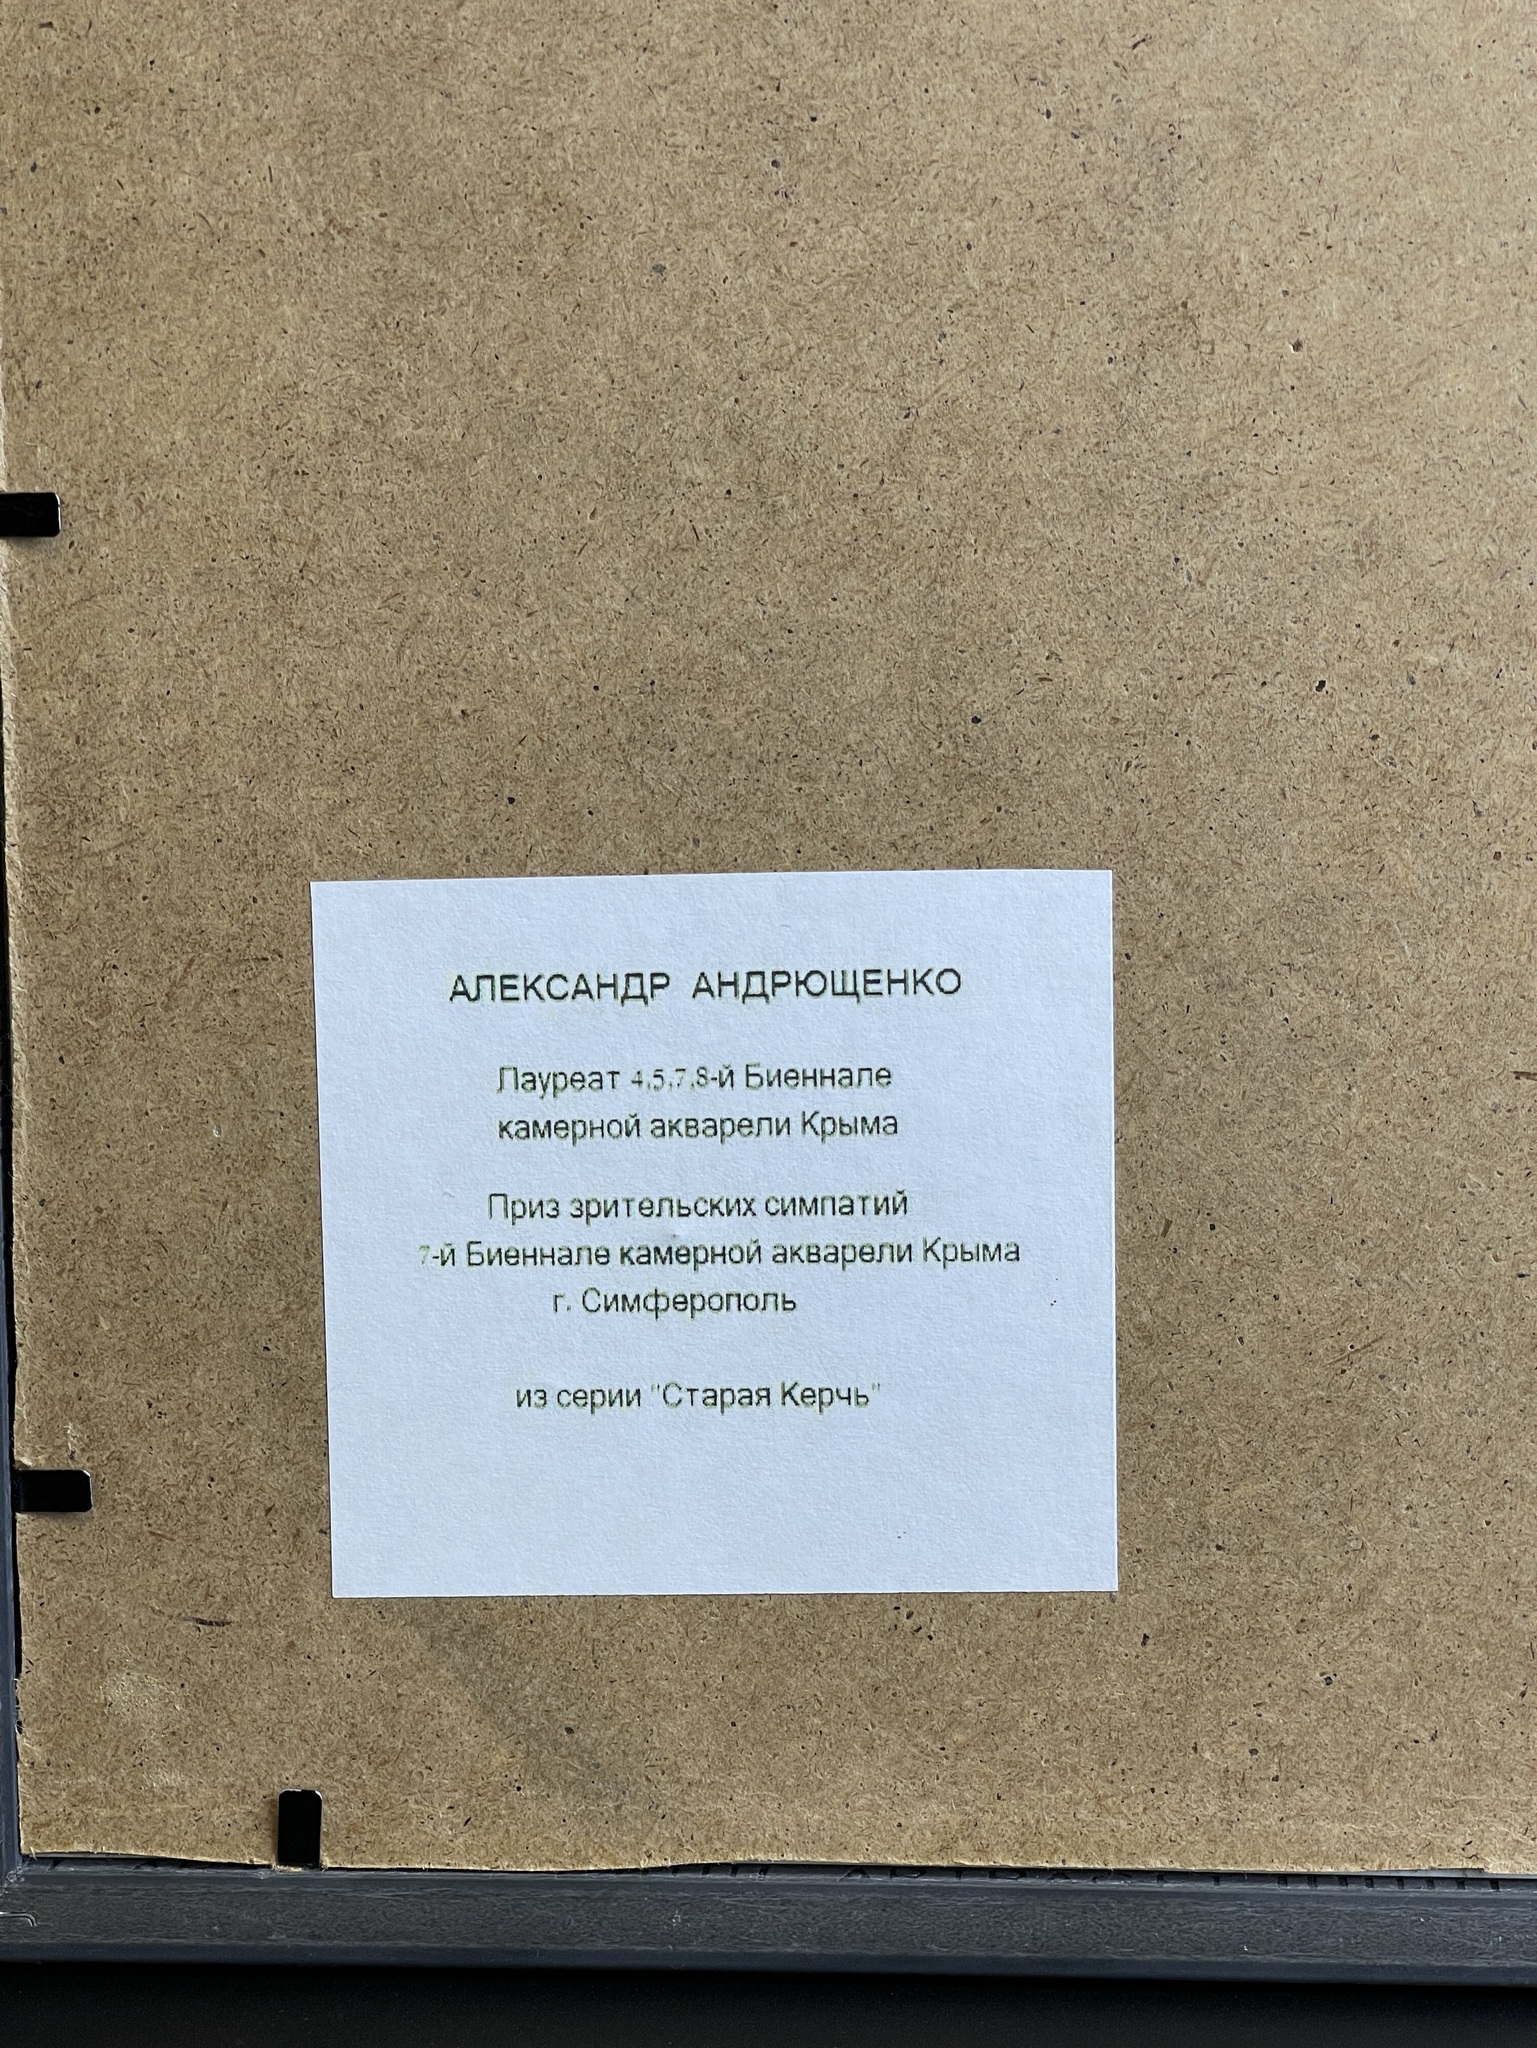 АЛЕКСАНДР АНДРЮЩЕНКО
Лауреат 4,5,7,8-й Биеннале
камерной акварели Крыма
Приз зрительских симпатий
7-й Биеннале камерной акварели Крыма
г. Симферополь
из серии "Старая Керчь"